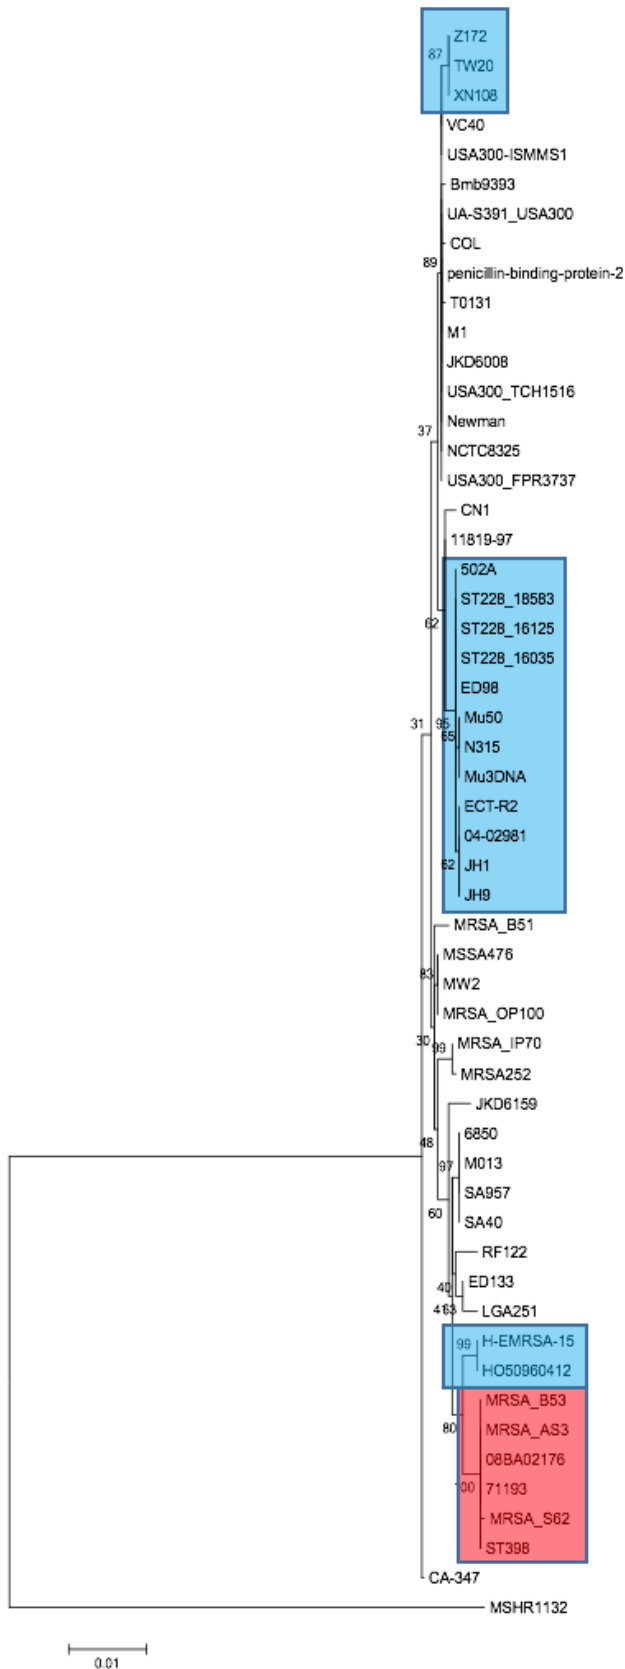 Z172
87
TW20
XN108
VC40
USA300-ISMMS1
Bmb9393
UA-S391_USA300
COL
89
penicillin-binding-protein-2
T0131
M1
JKD6008
USA300_TCH1516
Newman
37
NCTC8325
USA300_FPR3737
CN1
11819-97
502A
ST228_18583
62
ST228_16125
ST228_16035
ED98
Mu50
31 95
65
N315
Mu3DNA
ECT-R2
04-02981
62
JH1
JH9
MRSA_B51
MSSA476
83
MW2
MRSA_OP100
30
99
MRSA_IP70
MRSA252
JKD6159
6850
48
M013
97
SA957
60
SA40
RF122
ED133
40
41 63
LGA251
H-EMRSA-15
99
HO50960412
MRSA_B53
80
MRSA_AS3
08BA02176
100
71193
MRSA_S62
ST398
CA-347
MSHR1132
0.01